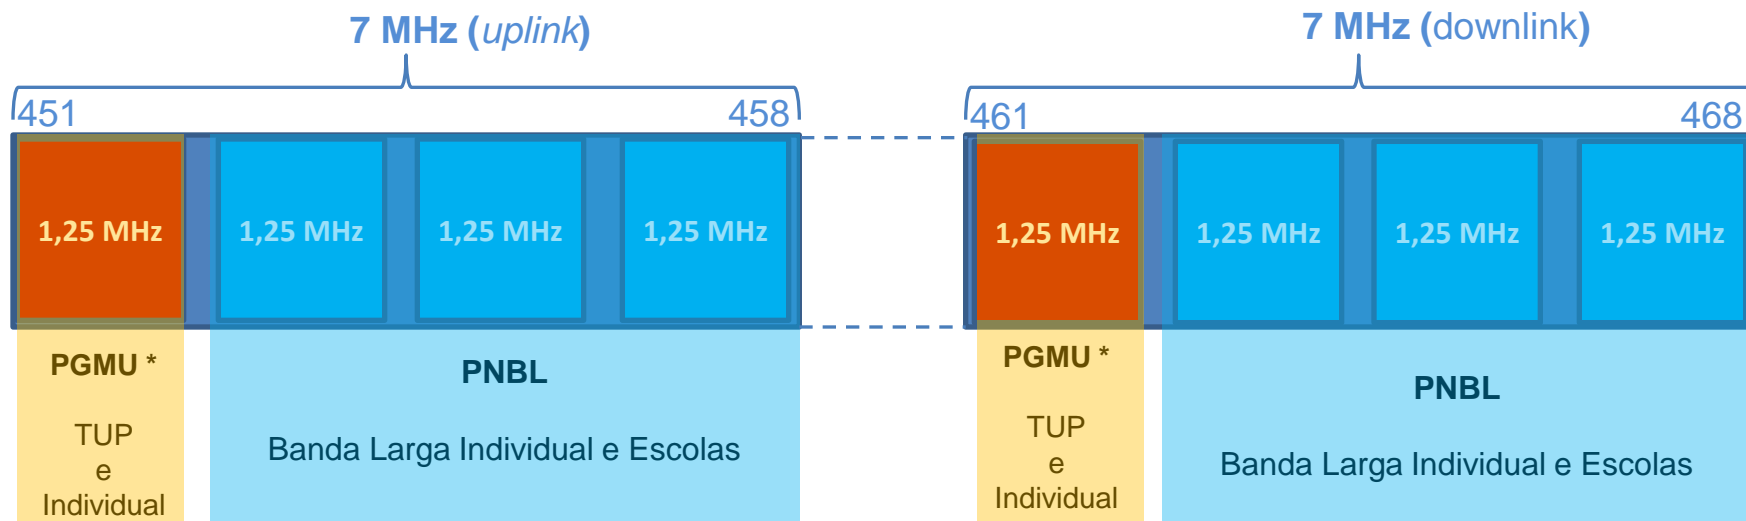 7 MHz (uplink)
451
458
1,25 MHz
1,25 MHz
1,25 MHz
1,25 MHz
PGMU *
TUP
e
Individual
PNBL
Banda Larga Individual e Escolas
7 MHz (downlink)
461
468
1,25 MHz
1,25 MHz
1,25 MHz
1,25 MHz
PGMU *
TUP
e
Individual
PNBL
Banda Larga Individual e Escolas